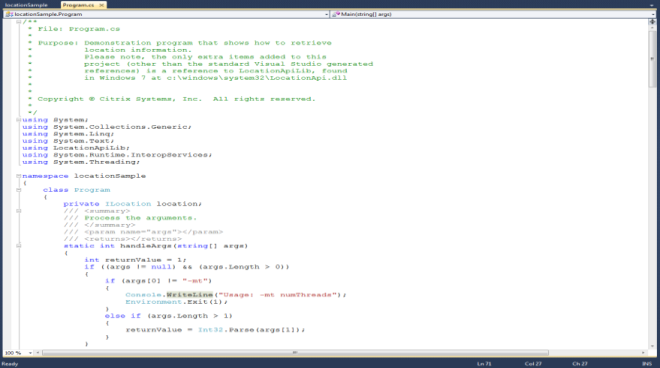 locationSample
Program.cs
locationSample.Program
Main(string[] args)
/**
* File: Program.cs
*
* Purpose: Demonstration program that shows how to retrieve
* location information.
* Please note, the only extra items added to this
* project (other than the standard Visual Studio generated
* references) is a reference to LocationApiLib, found
* in Windows 7 at c:\windows\system32\LocationApi.dll
*
*
* Copyright © Citrix Systems, Inc. All rights reserved.
*
*/
using System;
using System.Collections.Generic;
using System.Linq;
using System.Text;
using LocationApiLib;
using System.Runtime.InteropServices;
using System.Threading;
namespace locationSample
{
class Program
{
private ILocation location;
/// <summary>
/// Process the arguments.
/// </summary>
/// <param name="args"></param>
/// <returns></returns>
static int handleArgs(string[] args)
{
int returnValue = 1;
if ((args != null) && (args.Length > 0))
{
if (args[0] != "-mt")
{
Console.WriteLine("Usage: -mt numThreads");
Environment.Exit(1);
}
else if (args.Length > 1)
{
returnValue = Int32.Parse(args[1]);
}
}
100 %
Ready
Ln 71
Col 27
Ch 27
INS